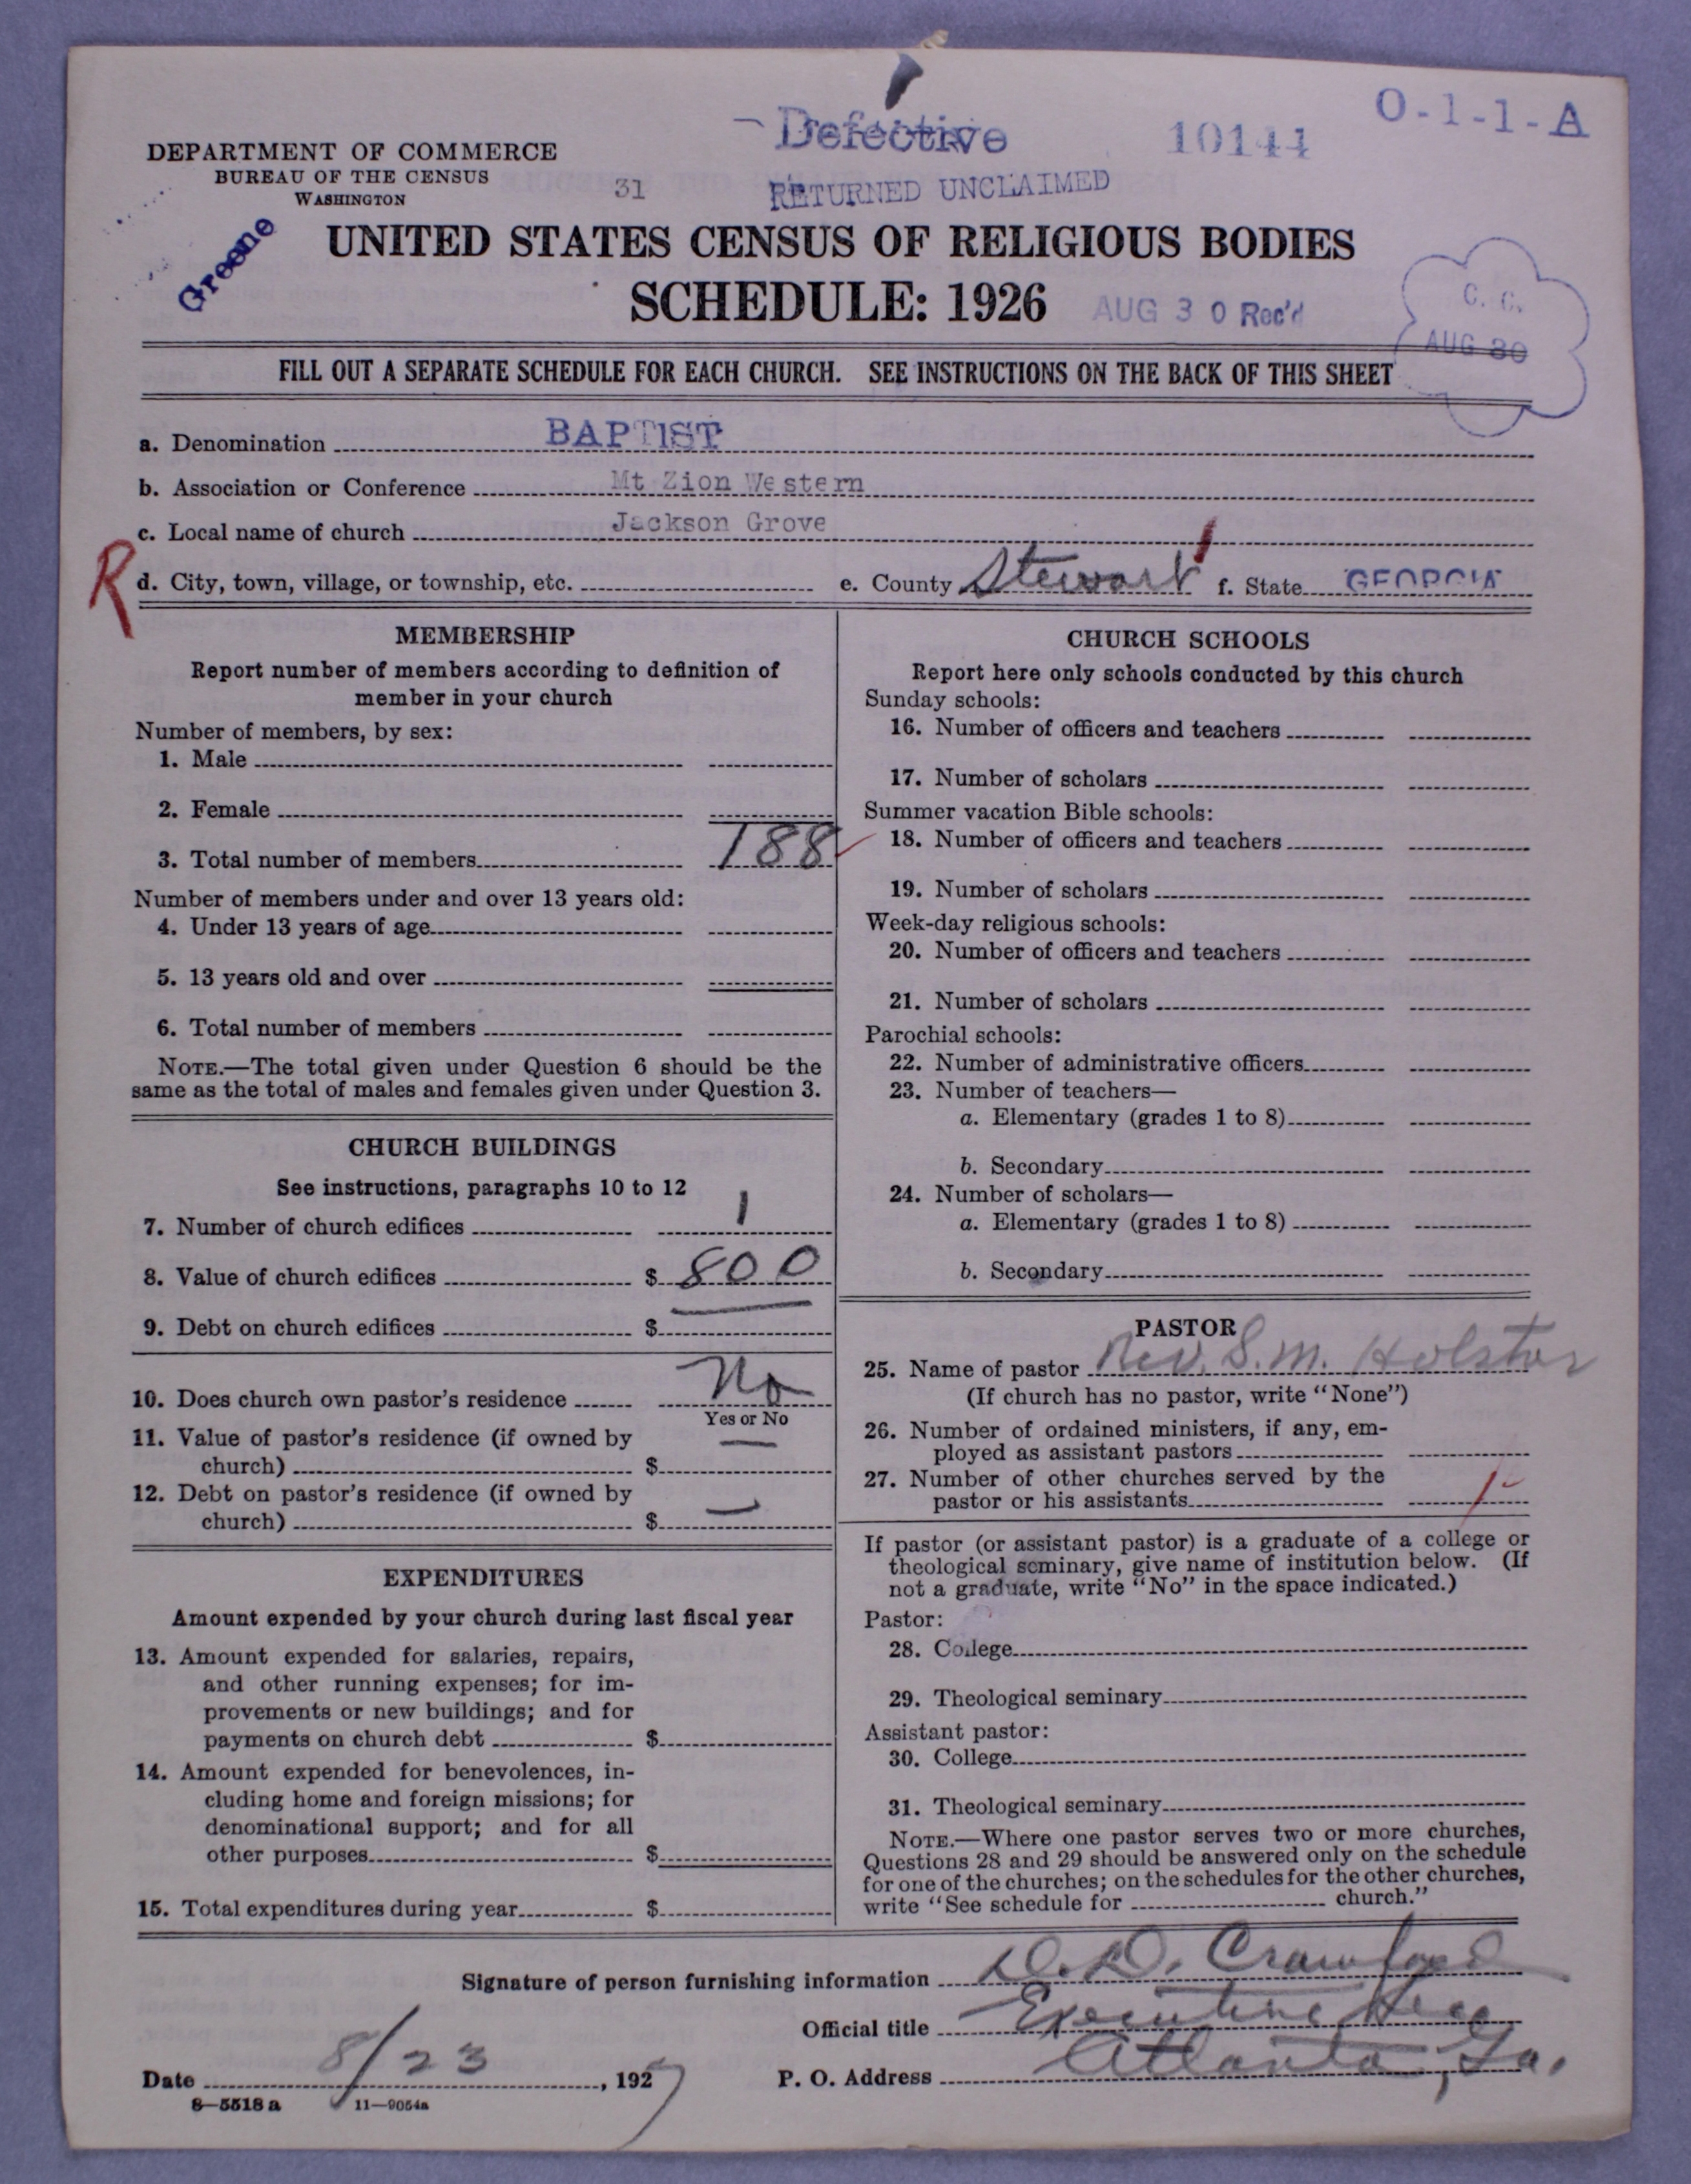 Defective
10144
O-1-1-A
DEPARTMENT OF COMMERCE
BUREAU OF THE CENSUS
WASHINGTON
31
RETURNED UNCLAIMED
Greene
UNITED STATES CENSUS OF RELIGIOUS BODIES
SCHEDULE: 1926
AUG 30 Rec'd
C. C.
AUG 30
FILL OUT A SEPARATE SCHEDULE FOR EACH CHURCH. SEE INSTRUCTIONS ON THE BACK OF THIS SHEET
a. Denomination BAPTIST
b. Association or Conference Mt Zion Western
c. Local name of church Jackson Grove
R
d. City, town, village, or township, etc. e. County Stewart f. State GEORGIA
MEMBERSHIP
Report number of members according to definition of
member in your church
Number of members, by sex:
1. Male
2. Female
3. Total number of members 188
Number of members under and over 13 years old:
4. Under 13 years of age
5. 13 years old and over
6. Total number of members
NOTE.—The total given under Question 6 should be the
same as the total of males and females given under Question 3.
CHURCH BUILDINGS
See instructions, paragraphs 10 to 12
7. Number of church edifices 1
8. Value of church edifices $ 800
9. Debt on church edifices $
10. Does church own pastor's residence No
Yes or No
11. Value of pastor's residence (if owned by
church) $ —
12. Debt on pastor's residence (if owned by
church) $ —
EXPENDITURES
Amount expended by your church during last fiscal year
13. Amount expended for salaries, repairs,
and other running expenses; for im-
provements or new buildings; and for
payments on church debt $
14. Amount expended for benevolences, in-
cluding home and foreign missions; for
denominational support; and for all
other purposes $
15. Total expenditures during year $
CHURCH SCHOOLS
Report here only schools conducted by this church
Sunday schools:
16. Number of officers and teachers
17. Number of scholars
Summer vacation Bible schools:
18. Number of officers and teachers
19. Number of scholars
Week-day religious schools:
20. Number of officers and teachers
21. Number of scholars
Parochial schools:
22. Number of administrative officers
23. Number of teachers—
a. Elementary (grades 1 to 8)
b. Secondary
24. Number of scholars—
a. Elementary (grades 1 to 8)
b. Secondary
PASTOR
25. Name of pastor Rev. S. M. Holston
(If church has no pastor, write "None")
26. Number of ordained ministers, if any, em-
ployed as assistant pastors
27. Number of other churches served by the
pastor or his assistants 1
If pastor (or assistant pastor) is a graduate of a college or
theological seminary, give name of institution below. (If
not a graduate, write "No" in the space indicated.)
Pastor:
28. College
29. Theological seminary
Assistant pastor:
30. College
31. Theological seminary
NOTE.—Where one pastor serves two or more churches,
Questions 28 and 29 should be answered only on the schedule
for one of the churches; on the schedules for the other churches,
write "See schedule for church."
Signature of person furnishing information D. D. Crawford
Official title Executive Sec
Date 8/23, 1927 P. O. Address Atlanta, Ga.
8—5518 a 11—9054a